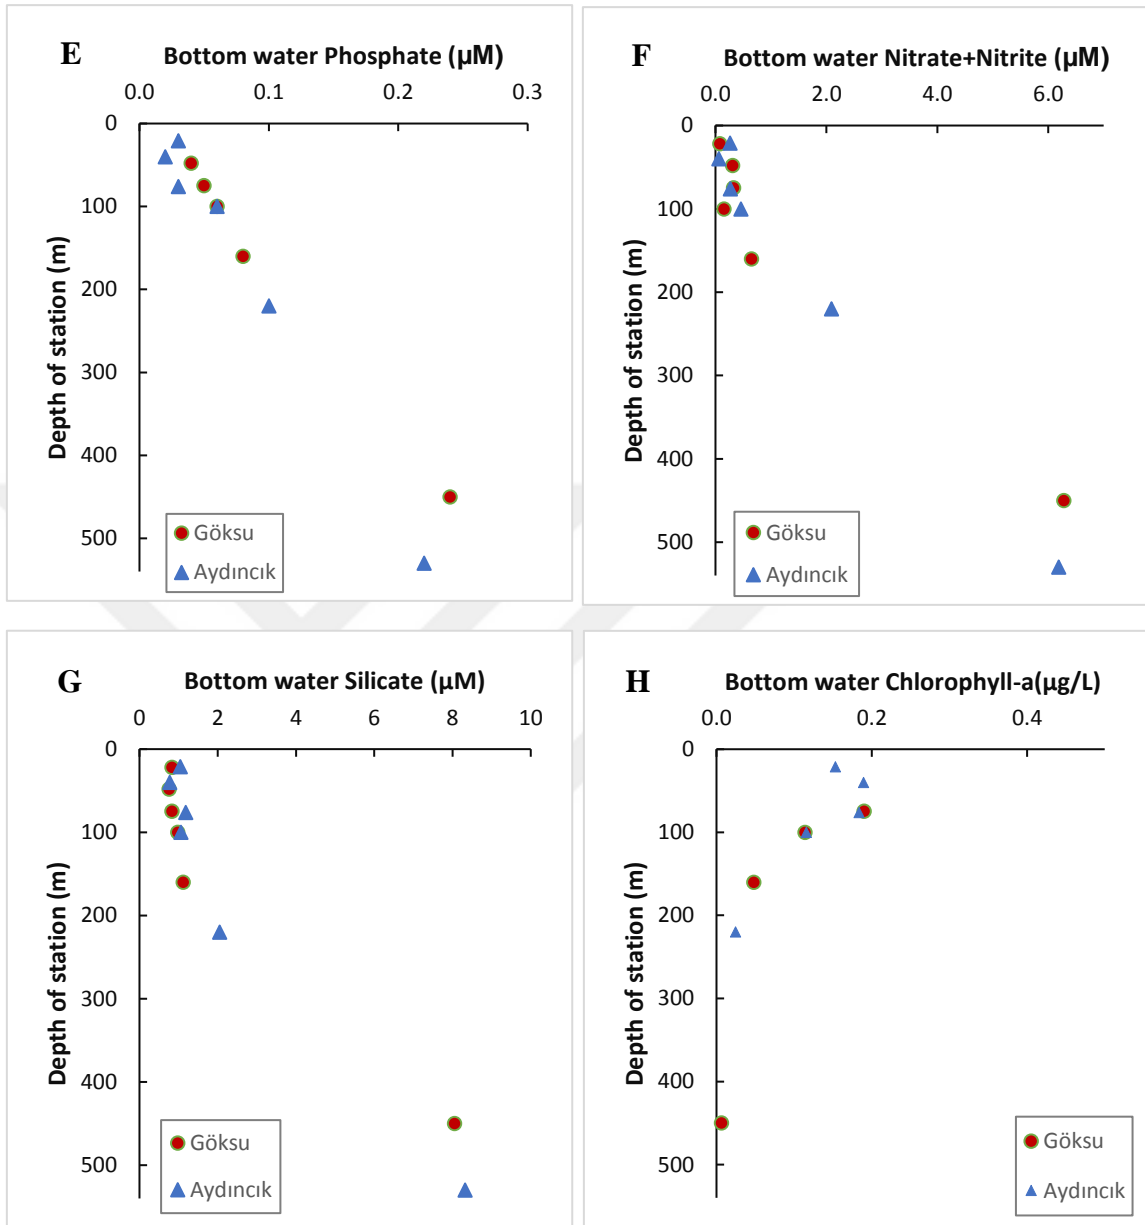 E
Bottom water Phosphate (µM)
0.0 0.1 0.2 0.3
0
100
200
300
400
500
Depth of station (m)
Göksu
Aydıncık
F
Bottom water Nitrate+Nitrite (µM)
0.0 2.0 4.0 6.0
0
100
200
300
400
500
Depth of station (m)
Göksu
Aydıncık
G
Bottom water Silicate (µM)
0 2 4 6 8 10
0
100
200
300
400
500
Depth of station (m)
Göksu
Aydıncık
H
Bottom water Chlorophyll-a(µg/L)
0.0 0.2 0.4
0
100
200
300
400
500
Depth of station (m)
Göksu
Aydıncık